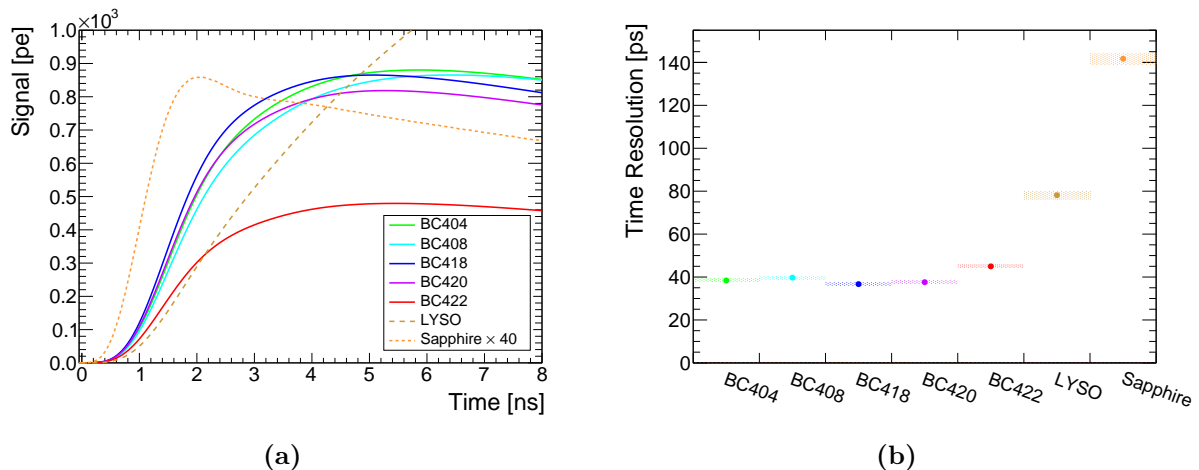 ×10³
Signal [pe]
1.0
0.9
0.8
0.7
0.6
0.5
0.4
0.3
0.2
0.1
0.0
0 1 2 3 4 5 6 7 8
Time [ns]
BC404
BC408
BC418
BC420
BC422
LYSO
Sapphire × 40
(a)
Time Resolution [ps]
140
120
100
80
60
40
20
0
BC404 BC408 BC418 BC420 BC422 LYSO Sapphire
(b)